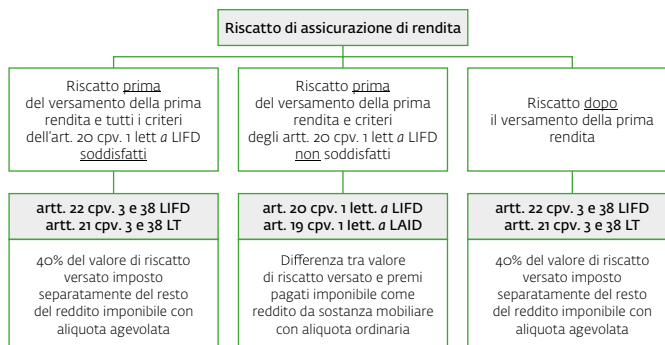 Riscatto di assicurazione di rendita
Riscatto prima
del versamento della prima
rendita e tutti i criteri
dell'art. 20 cpv. 1 lett a LIFD
soddisfatti
Riscatto prima
del versamento della prima
rendita e criteri
degli artt. 20 cpv. 1 lett a LIFD
non soddisfatti
Riscatto dopo
il versamento della prima
rendita
artt. 22 cpv. 3 e 38 LIFD
artt. 21 cpv. 3 e 38 LT
40% del valore di riscatto
versato imposto
separatamente del resto
del reddito imponibile con
aliquota agevolata
art. 20 cpv. 1 lett. a LIFD
art. 19 cpv. 1 lett. a LAID
Differenza tra valore
di riscatto versato e premi
pagati imponibile come
reddito da sostanza mobiliare
con aliquota ordinaria
artt. 22 cpv. 3 e 38 LIFD
artt. 21 cpv. 3 e 38 LT
40% del valore di riscatto
versato imposto
separatamente del resto
del reddito imponibile con
aliquota agevolata